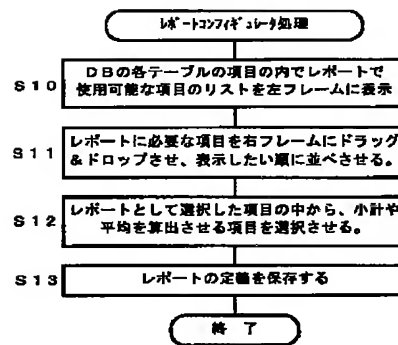 ﾚﾎﾟｰﾄｺﾝﾌｨｷﾞｭﾚｰﾀ処理
S10
DBの各テーブルの項目の内でレポートで
使用可能な項目のリストを左フレームに表示
S11
レポートに必要な項目を右フレームにドラッグ
&ドロップさせ、表示したい順に並べさせる。
S12
レポートとして選択した項目の中から、小計や
平均を算出させる項目を選択させる。
S13
レポートの定義を保存する
終了